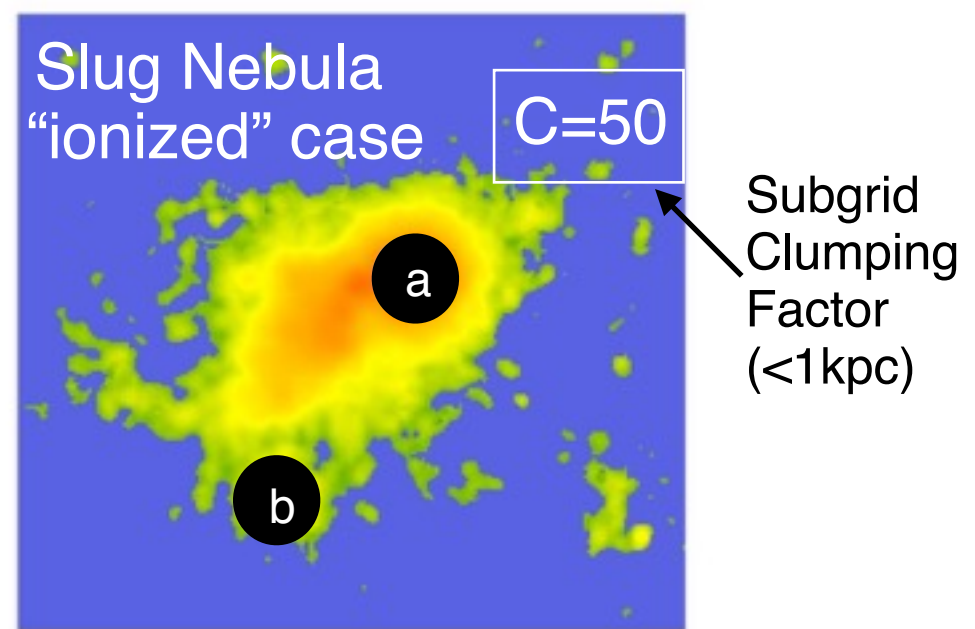 Slug Nebula
“ionized” case
C=50
Subgrid
Clumping
Factor
(<1kpc)
a
b